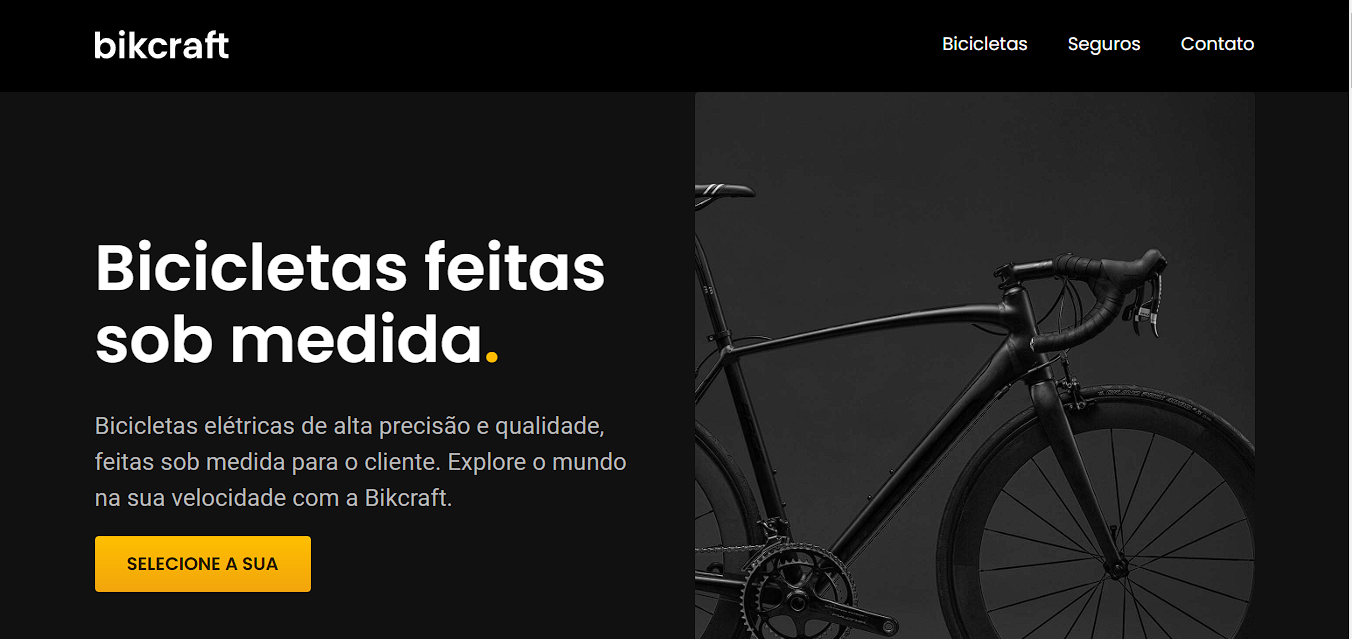 bikcraft
Bicicletas
Seguros
Contato
Bicicletas feitas
sob medida.
Bicicletas elétricas de alta precisão e qualidade,
feitas sob medida para o cliente. Explore o mundo
na sua velocidade com a Bikcraft.
SELECIONE A SUA